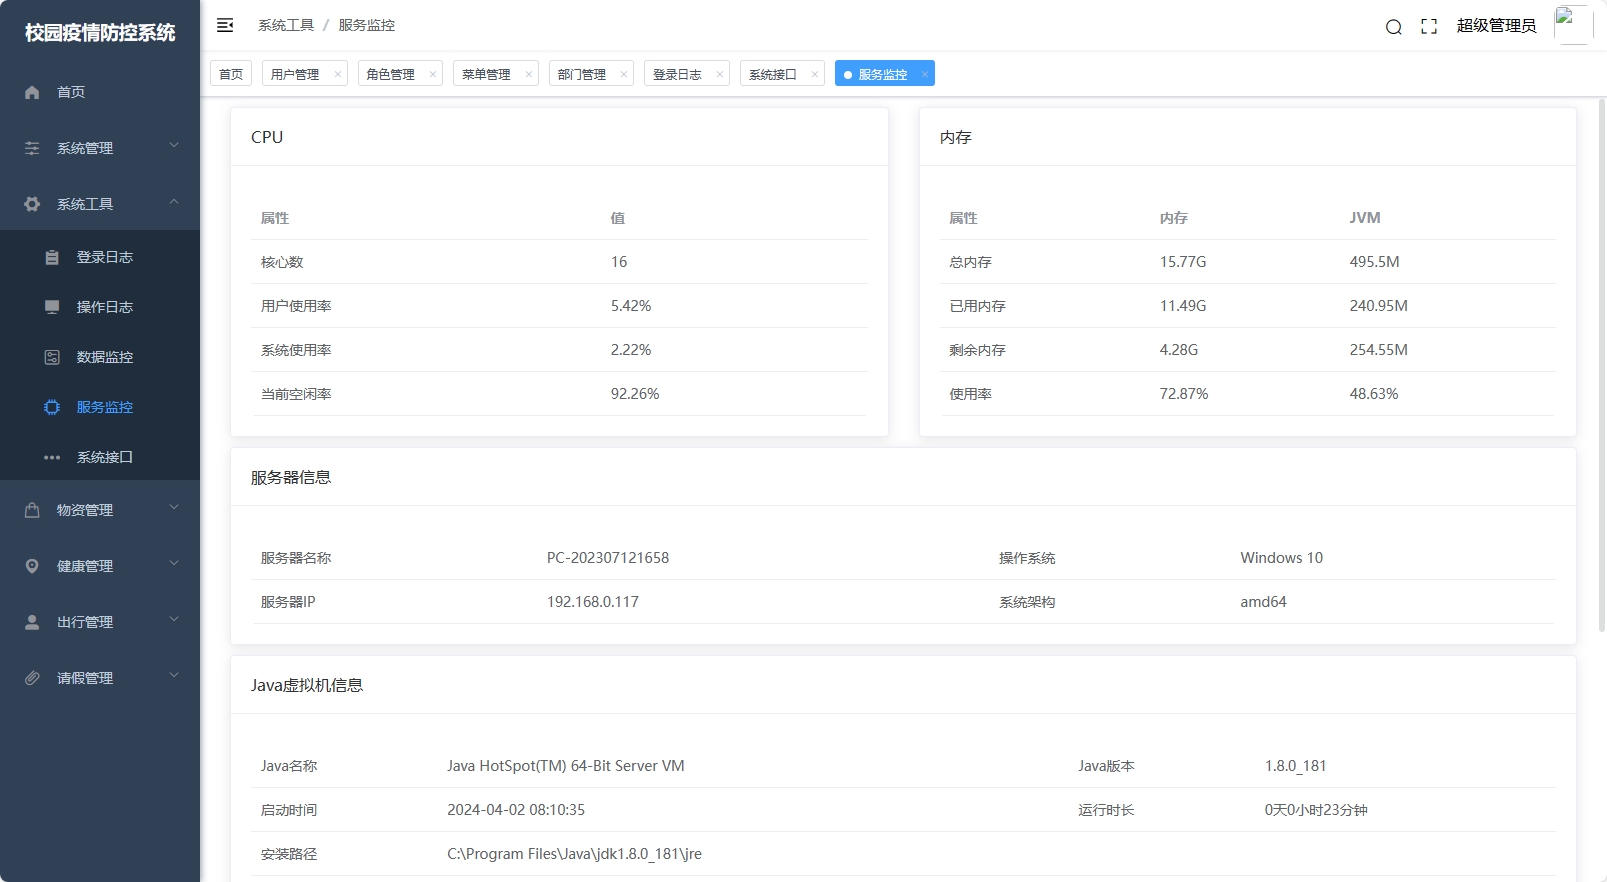 校园疫情防控系统
首页
系统管理
系统工具
登录日志
操作日志
数据监控
服务监控
系统接口
物资管理
健康管理
出行管理
请假管理
系统工具 / 服务监控
超级管理员
首页 用户管理 × 角色管理 × 菜单管理 × 部门管理 × 登录日志 × 系统接口 × 服务监控 ×
CPU
属性 值
核心数 16
用户使用率 5.42%
系统使用率 2.22%
当前空闲率 92.26%
内存
属性 内存 JVM
总内存 15.77G 495.5M
已用内存 11.49G 240.95M
剩余内存 4.28G 254.55M
使用率 72.87% 48.63%
服务器信息
服务器名称 PC-202307121658 操作系统 Windows 10
服务器IP 192.168.0.117 系统架构 amd64
Java虚拟机信息
Java名称 Java HotSpot(TM) 64-Bit Server VM Java版本 1.8.0_181
启动时间 2024-04-02 08:10:35 运行时长 0天0小时23分钟
安装路径 C:\Program Files\Java\jdk1.8.0_181\jre